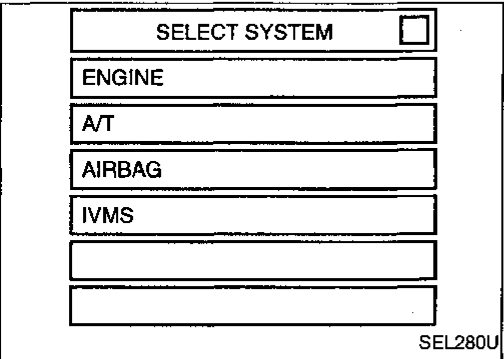 SELECT SYSTEM
ENGINE
A/T
AIRBAG
IVMS
SEL280U